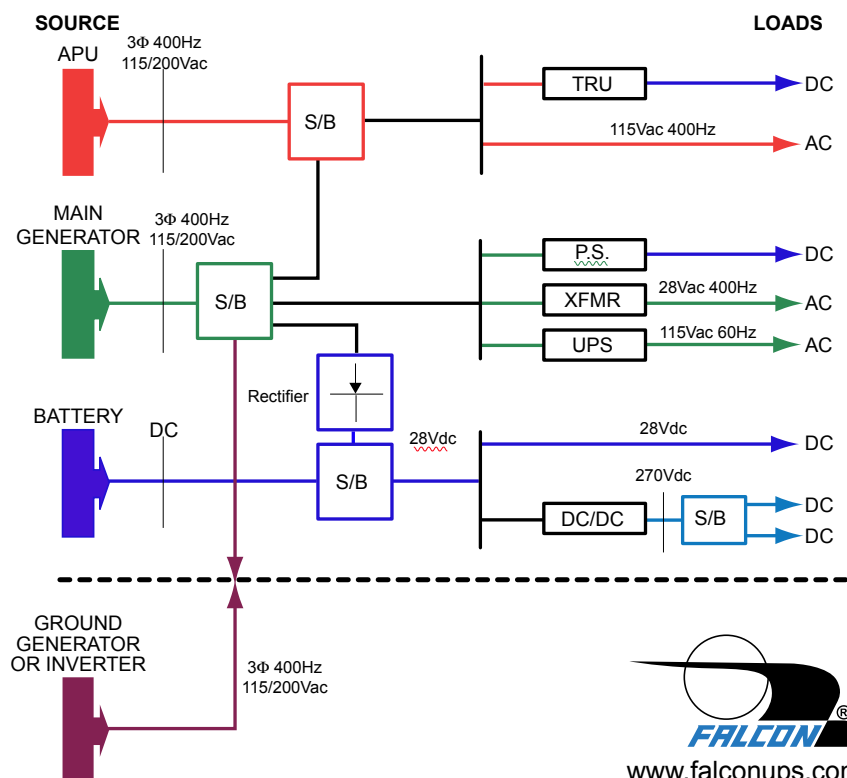 SOURCE
LOADS
APU
3Φ 400Hz
115/200Vac
S/B
TRU
DC
115Vac 400Hz
AC
MAIN
GENERATOR
3Φ 400Hz
115/200Vac
S/B
P.S.
DC
XFMR
28Vac 400Hz
AC
UPS
115Vac 60Hz
AC
Rectifier
BATTERY
DC
S/B
28Vdc
28Vdc
DC
270Vdc
DC/DC
S/B
DC
DC
GROUND
GENERATOR
OR INVERTER
3Φ 400Hz
115/200Vac
®
FALCON
www.falconups.com